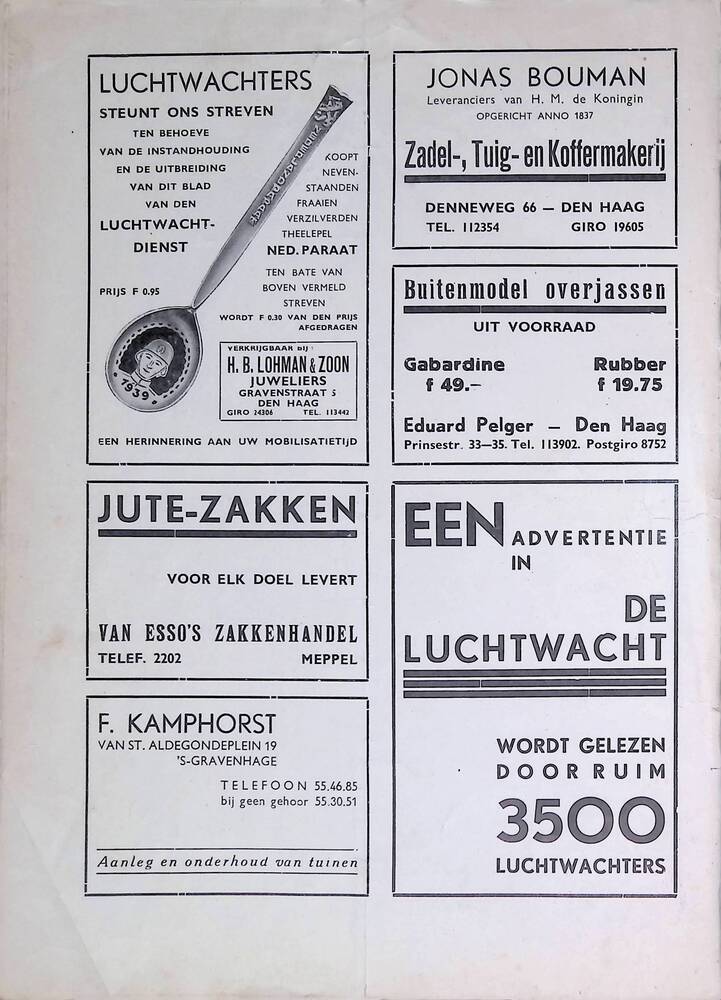 LUCHTWACHTERS
STEUNT ONS STREVEN
TEN BEHOEVE
VAN DE INSTANDHOUDING
EN DE UITBREIDING
VAN DIT BLAD
VAN DEN
LUCHTWACHT-
DIENST
PRIJS F 0.95
KOOPT
NEVEN-
STAANDEN
FRAAIEN
VERZILVERDEN
THEELEPEL
NED. PARAAT
TEN BATE VAN
BOVEN VERMELD
STREVEN
WORDT F 0.30 VAN DEN PRIJS
AFGEDRAGEN
1939
VERKRIJGBAAR BIJ:
H. B. LOHMAN & ZOON
JUWELIERS
GRAVENSTRAAT 5
DEN HAAG
GIRO 24306 TEL. 113442
EEN HERINNERING AAN UW MOBILISATIETIJD
JUTE-ZAKKEN
VOOR ELK DOEL LEVERT
VAN ESSO'S ZAKKENHANDEL
TELEF. 2202 MEPPEL
F. KAMPHORST
VAN ST. ALDEGONDEPLEIN 19
'S-GRAVENHAGE
TELEFOON 55.46.85
bij geen gehoor 55.30.51
Aanleg en onderhoud van tuinen
JONAS BOUMAN
Leveranciers van H. M. de Koningin
OPGERICHT ANNO 1837
Zadel-, Tuig- en Koffermakerij
DENNEWEG 66 — DEN HAAG
TEL. 112354 GIRO 19605
Buitenmodel overjassen
UIT VOORRAAD
Gabardine Rubber
f 49.– f 19.75
Eduard Pelger — Den Haag
Prinsestr. 33—35. Tel. 113902. Postgiro 8752
EEN ADVERTENTIE
IN
DE
LUCHTWACHT
WORDT GELEZEN
DOOR RUIM
3500
LUCHTWACHTERS